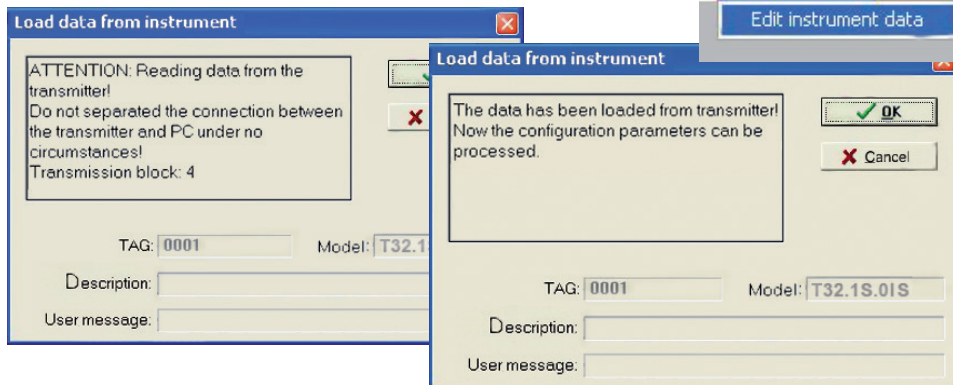 Edit instrument data
Load data from instrument
ATTENTION: Reading data from the
transmitter!
Do not separated the connection between
the transmitter and PC under no
circumstances!
Transmission block: 4
TAG: 0001 Model: T32.1
Description:
User message:
Load data from instrument
The data has been loaded from transmitter!
Now the configuration parameters can be
processed.
OK
Cancel
TAG: 0001 Model: T32.1S.0IS
Description:
User message: